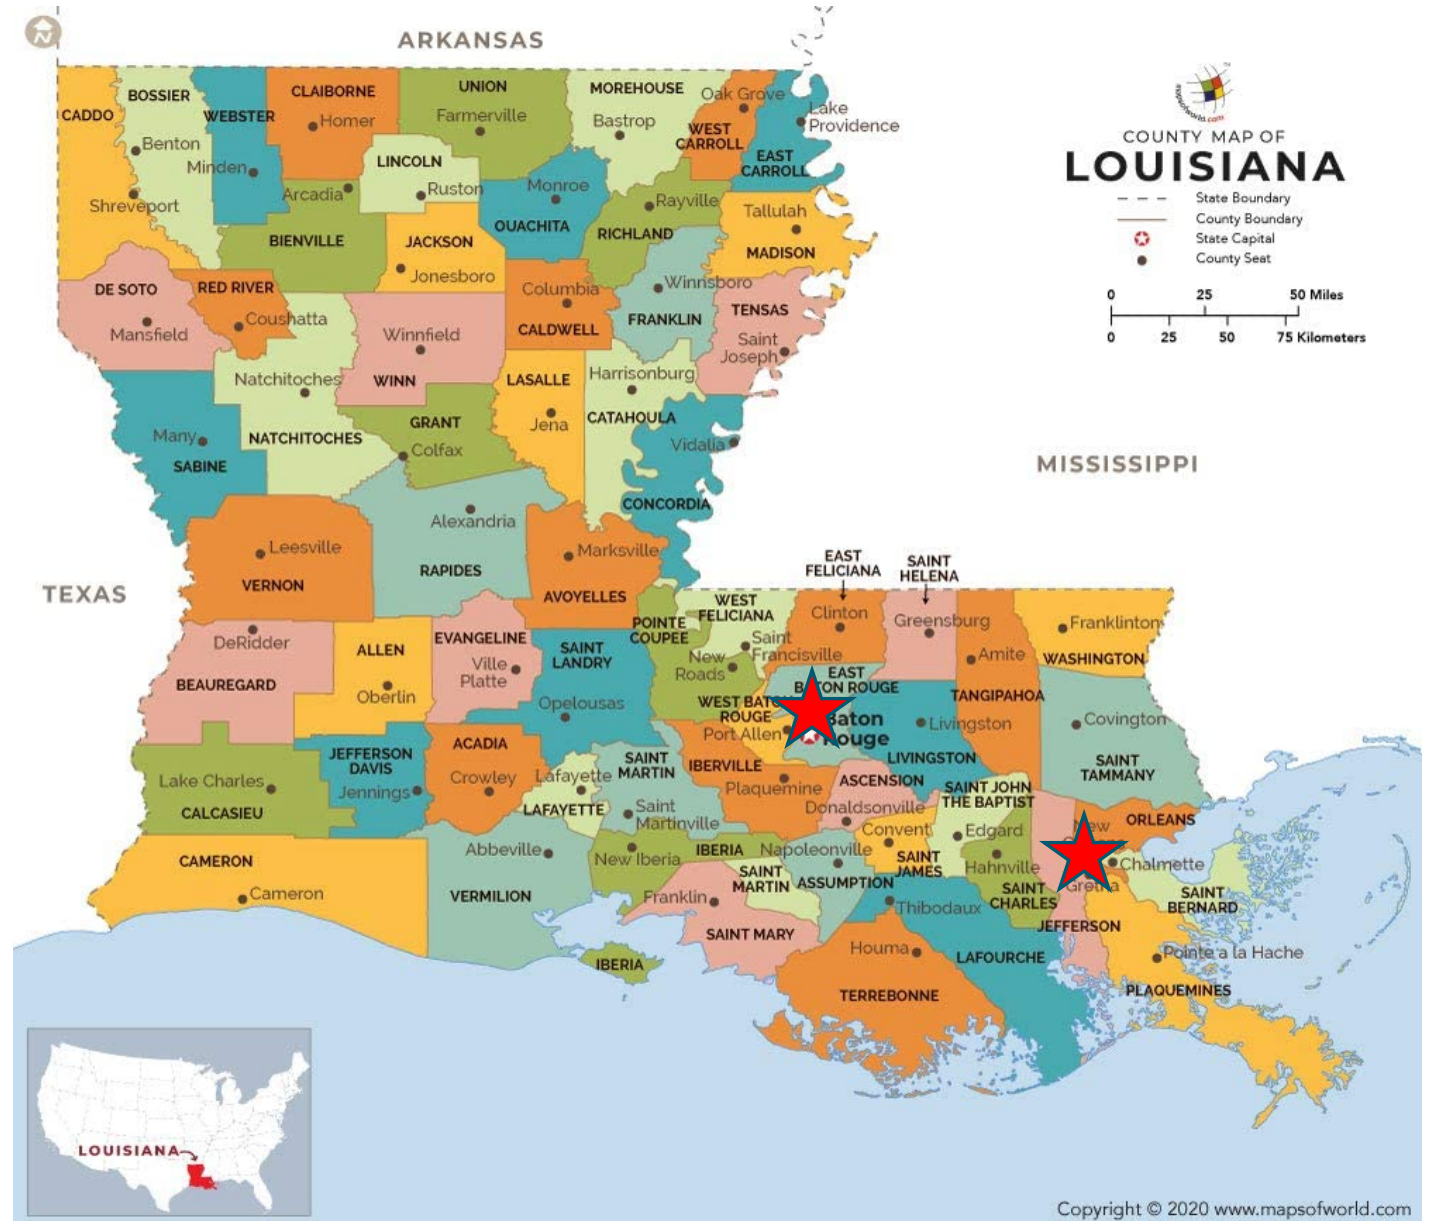 N
ARKANSAS
mapsofworld.com
COUNTY MAP OF
LOUISIANA
State Boundary
County Boundary
State Capital
County Seat
0 25 50 Miles
0 25 50 75 Kilometers
CADDO
BOSSIER
Benton
Shreveport
WEBSTER
Minden
CLAIBORNE
Homer
UNION
Farmerville
MOREHOUSE
Bastrop
Oak Grove
WEST
CARROLL
Lake
Providence
EAST
CARROLL
LINCOLN
Ruston
Arcadia
BIENVILLE
JACKSON
Jonesboro
Monroe
OUACHITA
Rayville
RICHLAND
Tallulah
MADISON
DE SOTO
Mansfield
RED RIVER
Coushatta
Winnfield
WINN
Columbia
CALDWELL
Winnsboro
FRANKLIN
TENSAS
Saint
Joseph
Natchitoches
NATCHITOCHES
Many
SABINE
GRANT
Colfax
LASALLE
Jena
Harrisonburg
CATAHOULA
Vidalia
CONCORDIA
MISSISSIPPI
TEXAS
Leesville
VERNON
Alexandria
RAPIDES
Marksville
AVOYELLES
DeRidder
BEAUREGARD
ALLEN
Oberlin
EVANGELINE
Ville
Platte
SAINT
LANDRY
Opelousas
POINTE
COUPEE
New
Roads
WEST
FELICIANA
Saint
Francisville
EAST
FELICIANA
Clinton
SAINT
HELENA
Greensburg
Amite
TANGIPAHOA
Franklinton
WASHINGTON
EAST
BATON ROUGE
WEST
ROUGE
Port Allen
Baton
Rouge
Livingston
LIVINGSTON
Covington
SAINT
TAMMANY
Lake Charles
CALCASIEU
JEFFERSON
DAVIS
Jennings
ACADIA
Crowley
Lafayette
LAFAYETTE
SAINT
MARTIN
Saint
Martinville
IBERVILLE
Plaquemine
ASCENSION
Donaldsonville
SAINT JOHN
THE BAPTIST
Edgard
Convent
SAINT
JAMES
Hahnville
SAINT
CHARLES
New
ORLEANS
Chalmette
Gretna
SAINT
BERNARD
JEFFERSON
CAMERON
Cameron
Abbeville
VERMILION
New Iberia
IBERIA
Napoleonville
ASSUMPTION
SAINT
MARTIN
Franklin
SAINT MARY
IBERIA
Thibodaux
LAFOURCHE
Houma
TERREBONNE
Pointe a la Hache
PLAQUEMINES
LOUISIANA
Copyright © 2020 www.mapsofworld.com